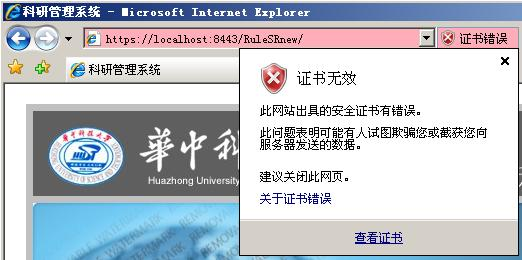 科研管理系统 - Microsoft Internet Explorer
https://localhost:8443/RuleSRnew/
证书错误
科研管理系统
证书无效
此网站出具的安全证书有错误。
此问题表明可能有人试图欺骗您或截获您向
服务器发送的数据。
建议关闭此网页。
关于证书错误
查看证书
華中科
Huazhong University
HUST